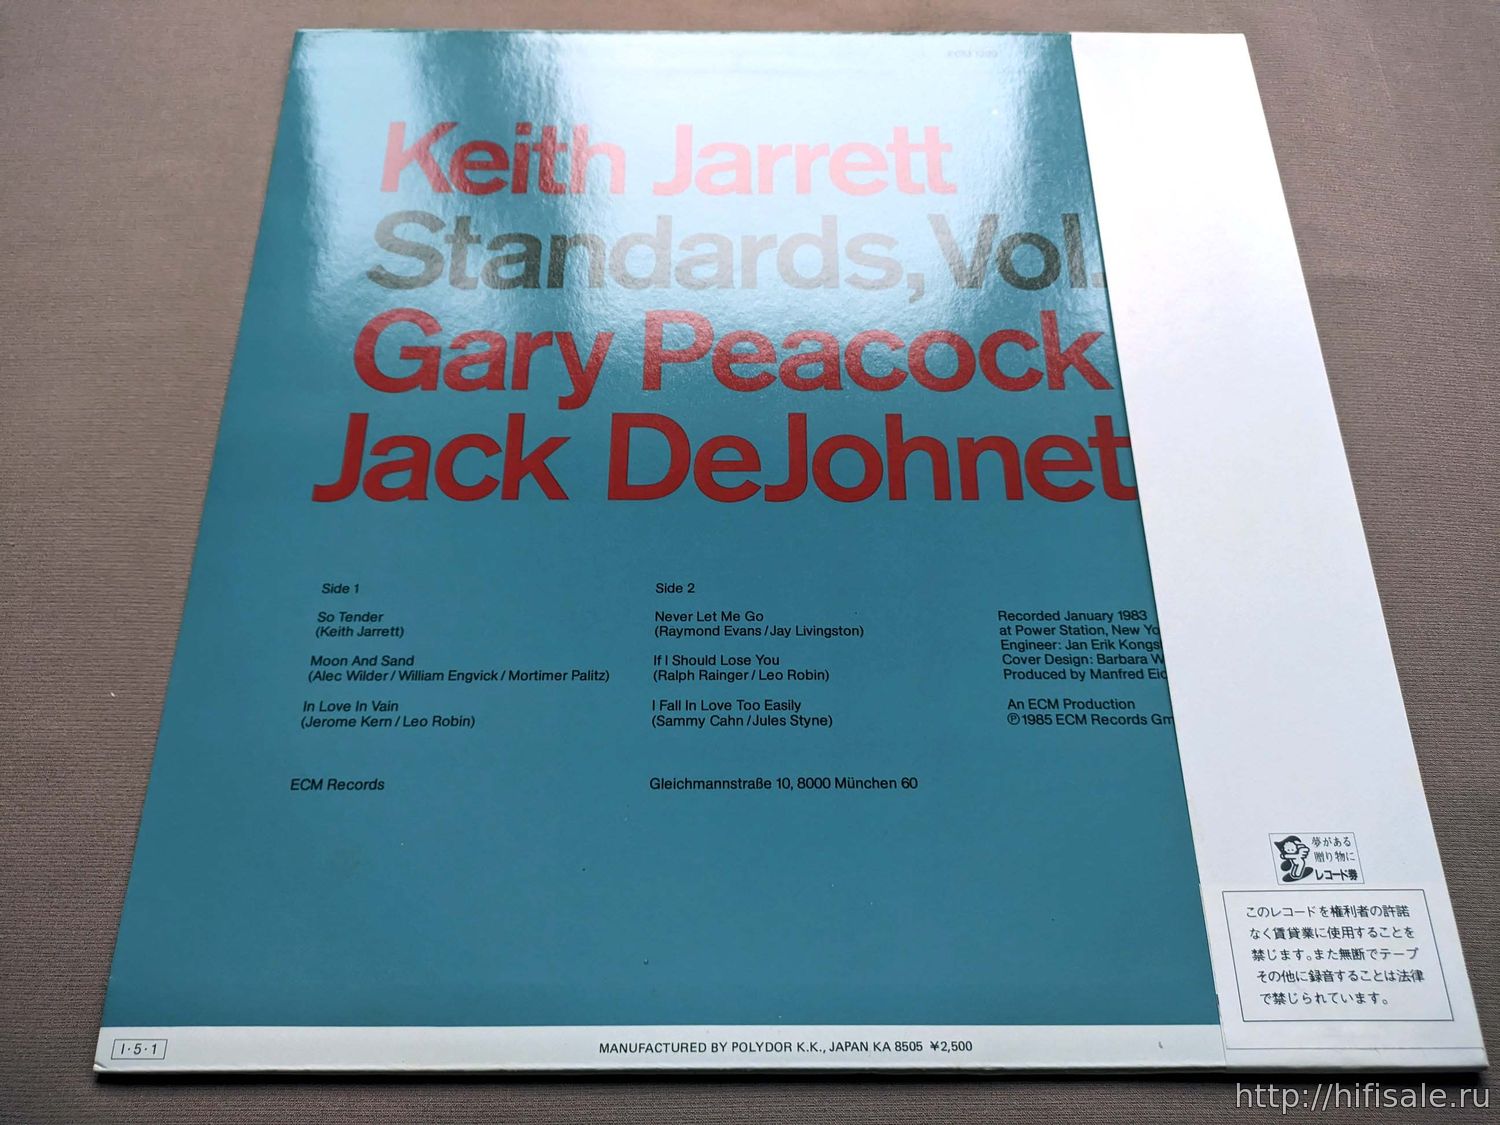 ECM 1289
Keith Jarrett
Standards, Vol.
Gary Peacock
Jack DeJohnet
Side 1
So Tender
(Keith Jarrett)
Moon And Sand
(Alec Wilder / William Engvick / Mortimer Palitz)
In Love In Vain
(Jerome Kern / Leo Robin)
Side 2
Never Let Me Go
(Raymond Evans / Jay Livingston)
If I Should Lose You
(Ralph Rainger / Leo Robin)
I Fall In Love Too Easily
(Sammy Cahn / Jules Styne)
Recorded January 1983
at Power Station, New Yo
Engineer: Jan Erik Kongs
Cover Design: Barbara W
Produced by Manfred Eic
An ECM Production
℗ 1985 ECM Records Gm
ECM Records
Gleichmannstraße 10, 8000 München 60
夢がある
贈り物に
レコード券
このレコードを権利者の許諾
なく賃貸業に使用することを
禁じます。また無断でテープ
その他に録音することは法律
で禁じられています。
I・5・1
MANUFACTURED BY POLYDOR K.K., JAPAN KA 8505 ¥2,500
http://hifisale.ru